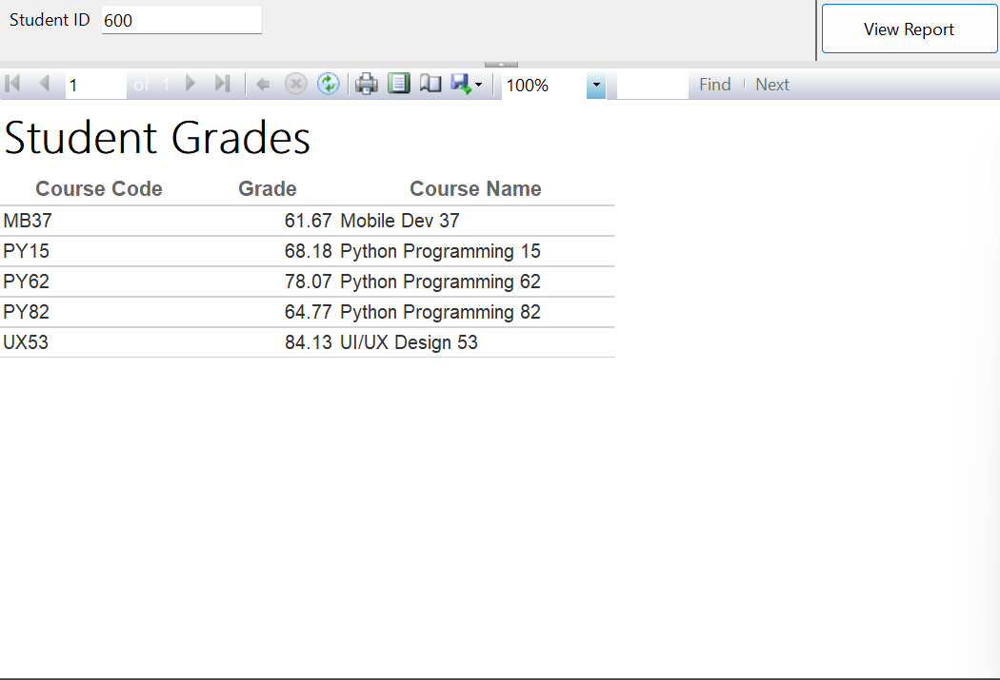 Student ID 600 View Report
1 of 1 100% Find Next
Student Grades
Course Code Grade Course Name
MB37 61.67 Mobile Dev 37
PY15 68.18 Python Programming 15
PY62 78.07 Python Programming 62
PY82 64.77 Python Programming 82
UX53 84.13 UI/UX Design 53